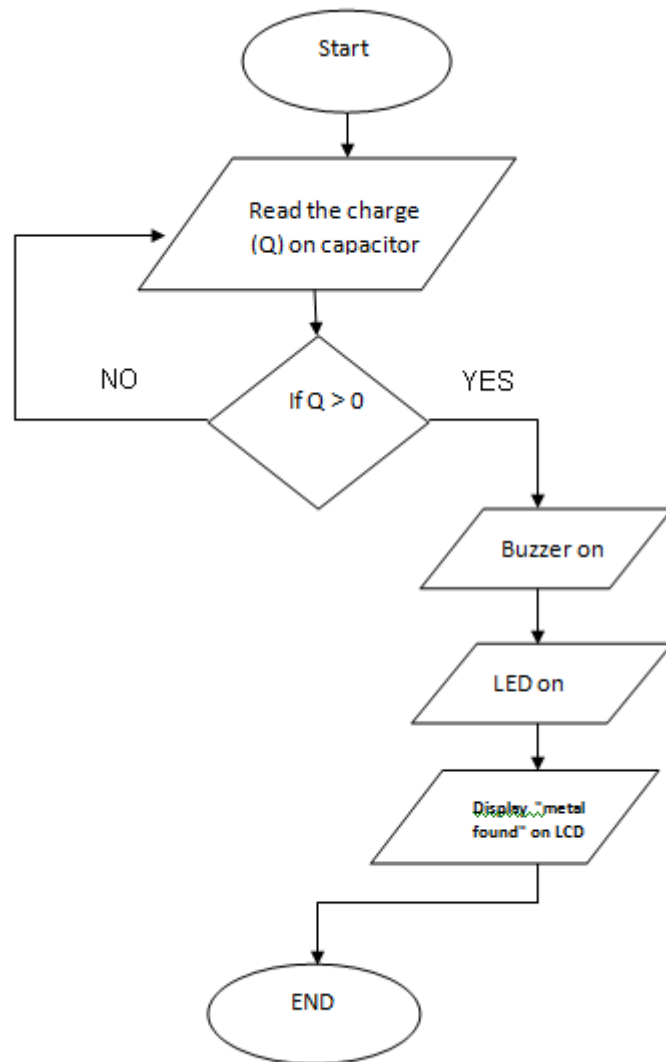 Start
Read the charge
(Q) on capacitor
If Q > 0
NO
YES
Buzzer on
LED on
Display "metal
found" on LCD
END